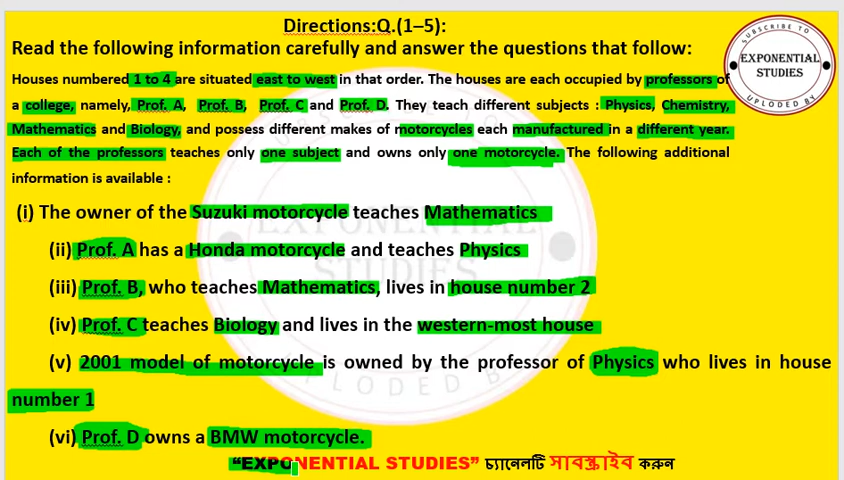 Directions:Q.(1–5):
Read the following information carefully and answer the questions that follow:
SUBSCRIBE TO
EXPONENTIAL
STUDIES
UPLODED BY
Houses numbered 1 to 4 are situated east to west in that order. The houses are each occupied by professors of
a college, namely, Prof. A, Prof. B, Prof. C and Prof. D. They teach different subjects : Physics, Chemistry,
Mathematics and Biology, and possess different makes of motorcycles each manufactured in a different year.
Each of the professors teaches only one subject and owns only one motorcycle. The following additional
information is available :
(i) The owner of the Suzuki motorcycle teaches Mathematics
(ii) Prof. A has a Honda motorcycle and teaches Physics
(iii) Prof. B, who teaches Mathematics, lives in house number 2
(iv) Prof. C teaches Biology and lives in the western-most house
(v) 2001 model of motorcycle is owned by the professor of Physics who lives in house
number 1
(vi) Prof. D owns a BMW motorcycle.
“EXPONENTIAL STUDIES” চ্যানেলটি সাবস্ক্রাইব করুন